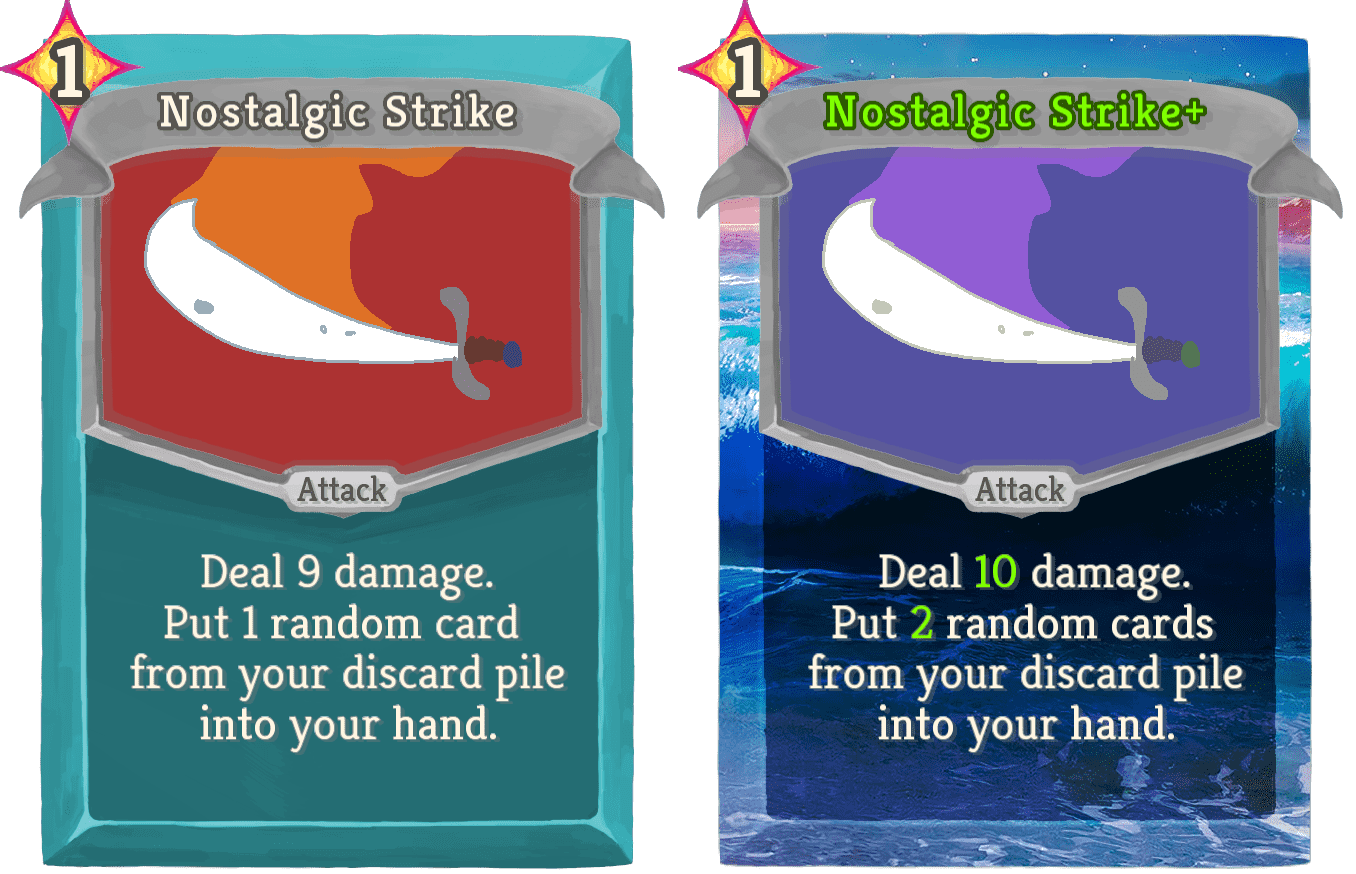 1
Nostalgic Strike
Attack
Deal 9 damage.
Put 1 random card
from your discard pile
into your hand.
1
Nostalgic Strike+
Attack
Deal 10 damage.
Put 2 random cards
from your discard pile
into your hand.